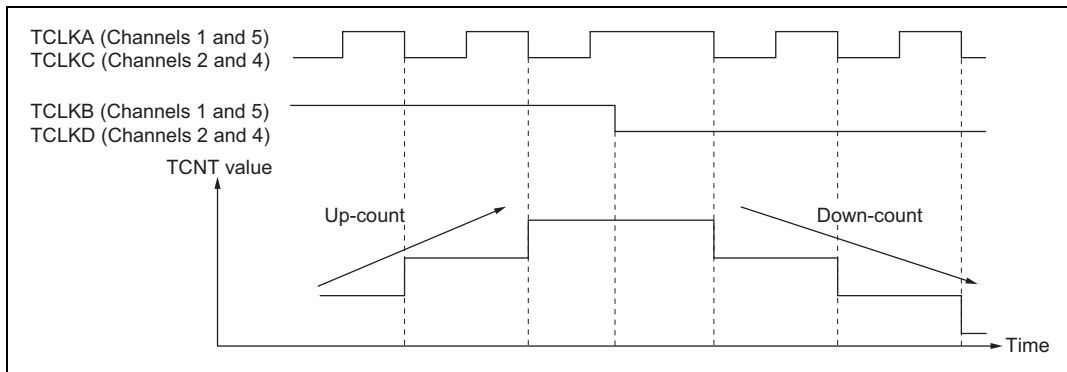 TCLKA (Channels 1 and 5)
TCLKC (Channels 2 and 4)
TCLKB (Channels 1 and 5)
TCLKD (Channels 2 and 4)
TCNT value
Up-count
Down-count
Time